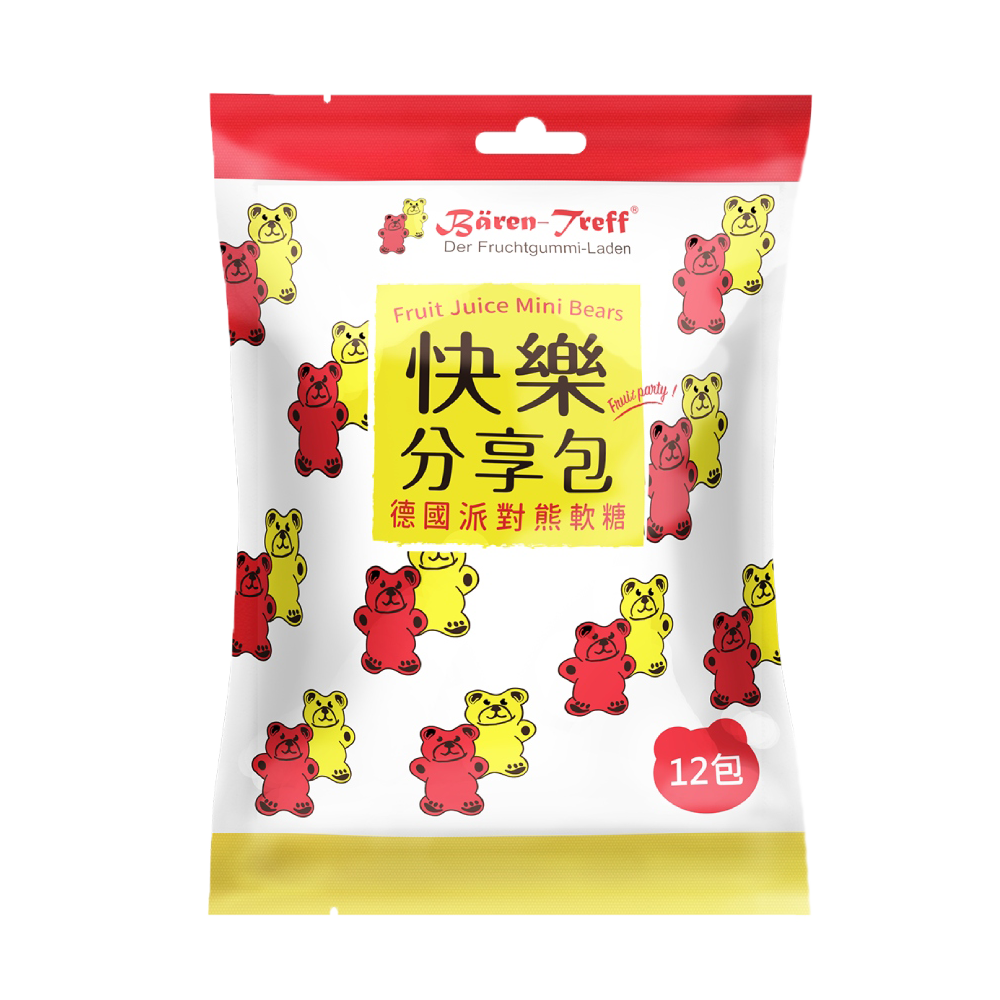 Bären-Treff®
Der Fruchtgummi-Laden
Fruit Juice Mini Bears
快樂
Fruit party!
分享包
德國派對熊軟糖
12包